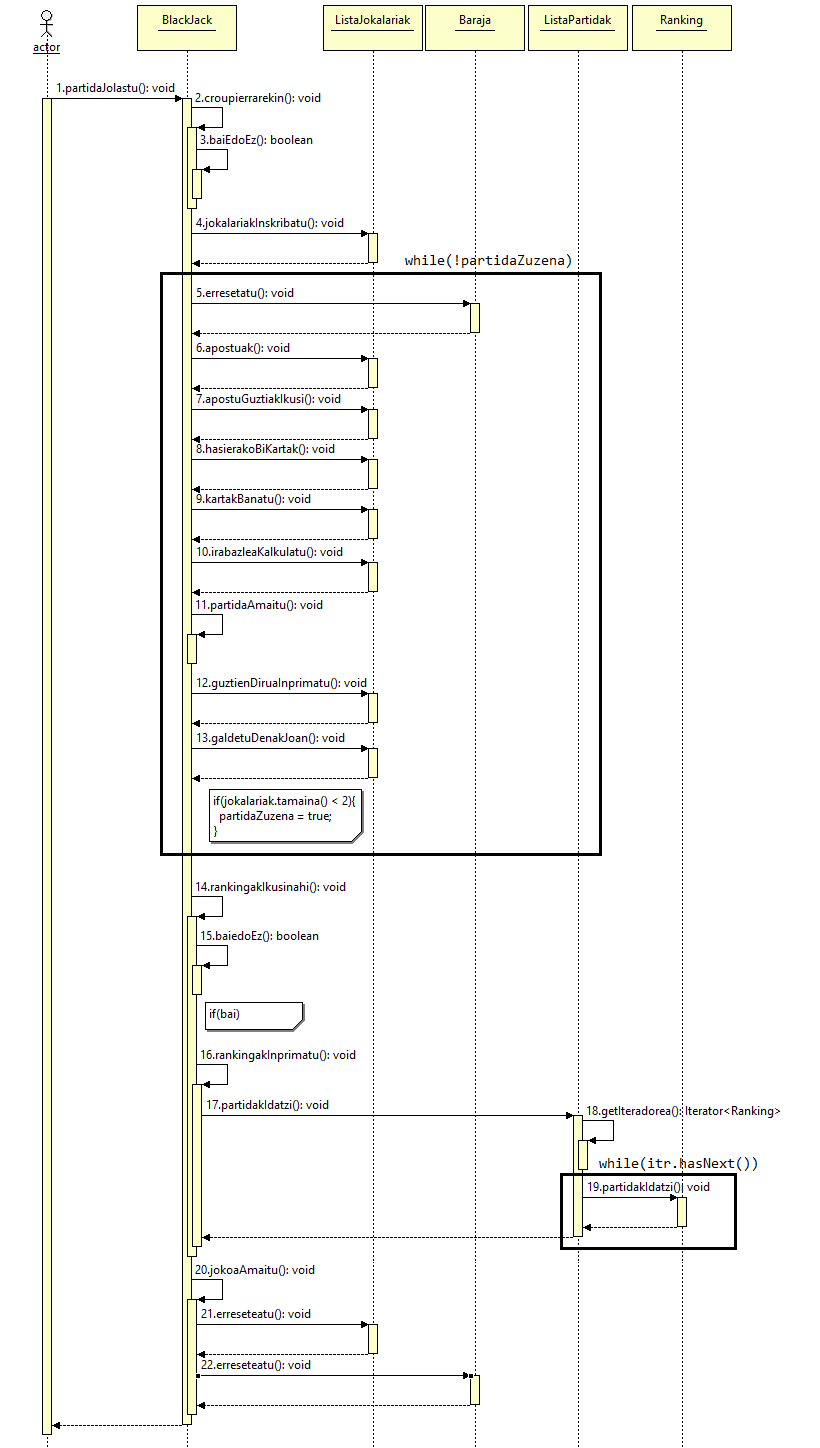 actor
BlackJack
ListaJokalariak
Baraja
ListaPartidak
Ranking
1.partidaJolastu(): void
2.croupierrarekin(): void
3.baiEdoEz(): boolean
4.jokalariakInskribatu(): void
while(!partidaZuzena)
5.erresetatu(): void
6.apostuak(): void
7.apostuGuztiakIkusi(): void
8.hasierakoBiKartak(): void
9.kartakBanatu(): void
10.irabazleaKalkulatu(): void
11.partidaAmaitu(): void
12.guztienDiruaInprimatu(): void
13.galdetuDenakJoan(): void
if(jokalariak.tamaina() < 2){
partidaZuzena = true;
}
14.rankingakIkusinahi(): void
15.baiedoEz(): boolean
if(bai)
16.rankingakInprimatu(): void
17.partidakIdatzi(): void
18.getIteradorea(): Iterator<Ranking>
while(itr.hasNext())
19.partidakIdatzi(): void
20.jokoaAmaitu(): void
21.erreseteatu(): void
22.erreseteatu(): void